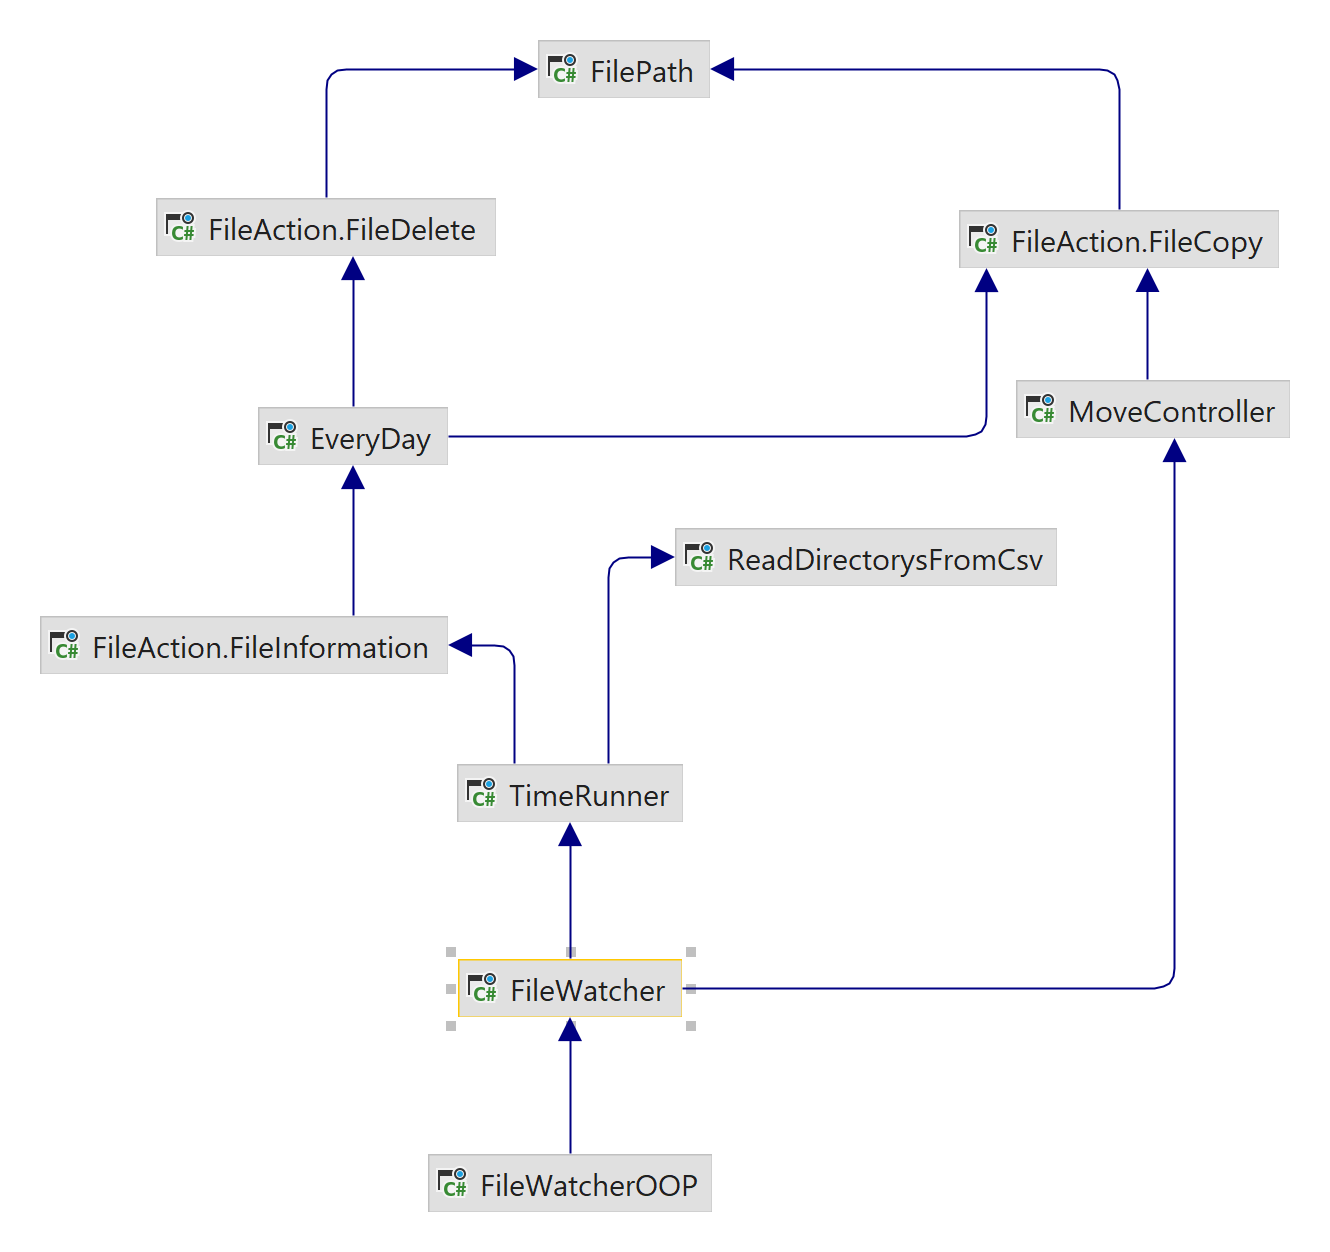 C# FilePath
C# FileAction.FileDelete
C# FileAction.FileCopy
C# MoveController
C# EveryDay
C# ReadDirectorysFromCsv
C# FileAction.FileInformation
C# TimeRunner
C# FileWatcher
C# FileWatcherOOP